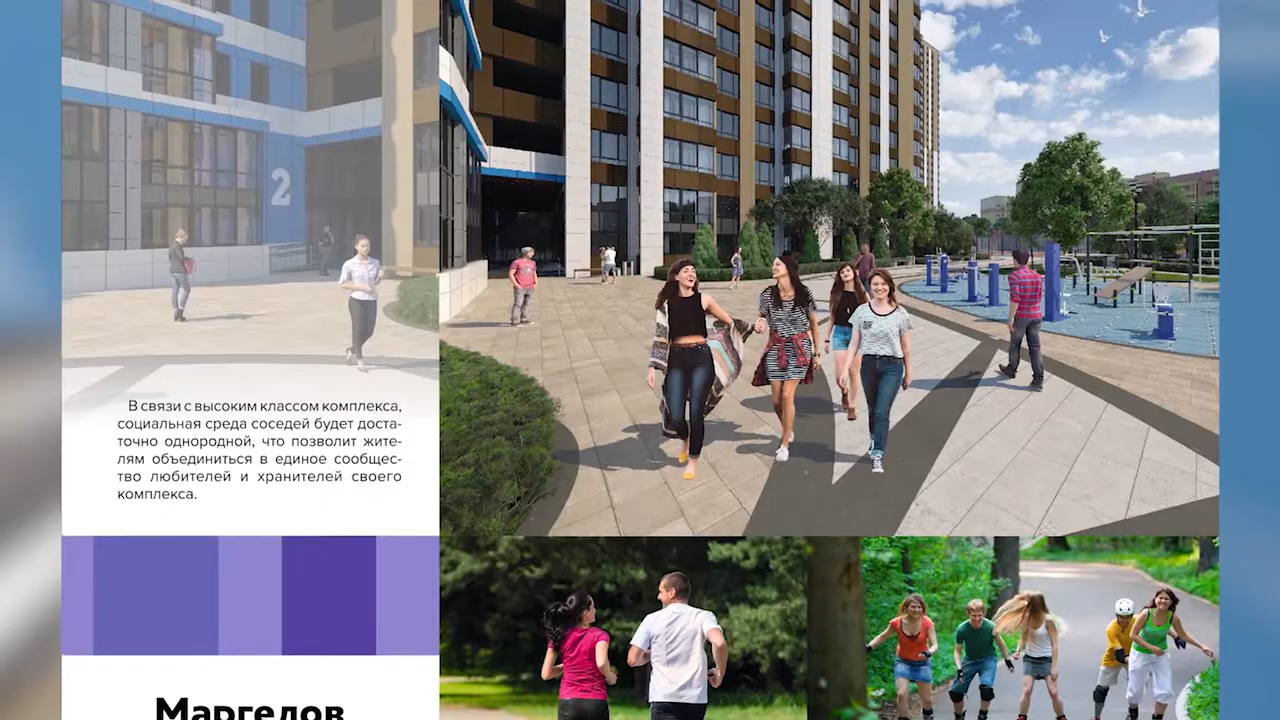 2
В связи с высоким классом комплекса,
социальная среда соседей будет доста-
точно однородной, что позволит жите-
лям объединиться в единое сообщес-
тво любителей и хранителей своего
комплекса.
Маргелов